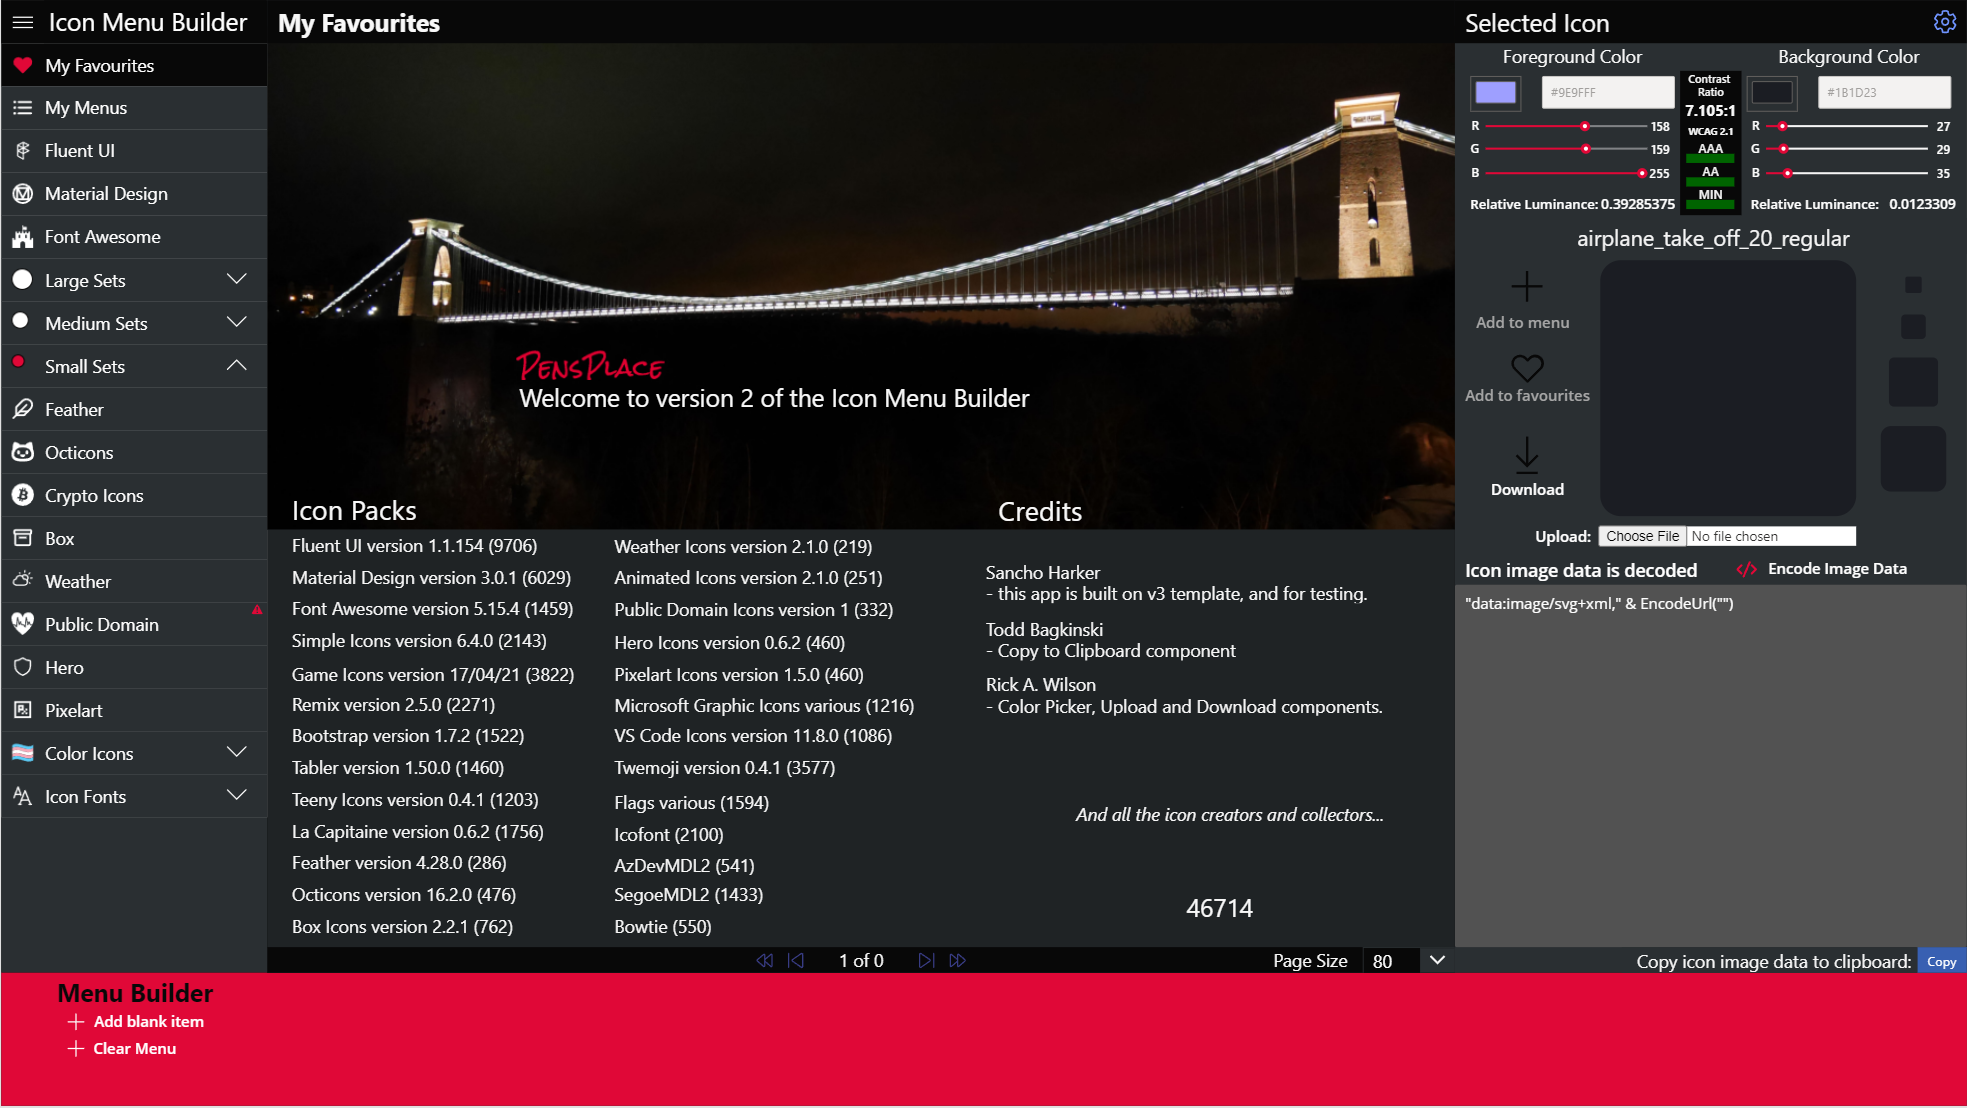 Icon Menu Builder
My Favourites
My Menus
Fluent UI
Material Design
Font Awesome
Large Sets
Medium Sets
Small Sets
Feather
Octicons
Crypto Icons
Box
Weather
Public Domain
Hero
Pixelart
Color Icons
Icon Fonts
My Favourites
PensPlace
Welcome to version 2 of the Icon Menu Builder
Icon Packs
Fluent UI version 1.1.154 (9706)
Material Design version 3.0.1 (6029)
Font Awesome version 5.15.4 (1459)
Simple Icons version 6.4.0 (2143)
Game Icons version 17/04/21 (3822)
Remix version 2.5.0 (2271)
Bootstrap version 1.7.2 (1522)
Tabler version 1.50.0 (1460)
Teeny Icons version 0.4.1 (1203)
La Capitaine version 0.6.2 (1756)
Feather version 4.28.0 (286)
Octicons version 16.2.0 (476)
Box Icons version 2.2.1 (762)
Weather Icons version 2.1.0 (219)
Animated Icons version 2.1.0 (251)
Public Domain Icons version 1 (332)
Hero Icons version 0.6.2 (460)
Pixelart Icons version 1.5.0 (460)
Microsoft Graphic Icons various (1216)
VS Code Icons version 11.8.0 (1086)
Twemoji version 0.4.1 (3577)
Flags various (1594)
Icofont (2100)
AzDevMDL2 (541)
SegoeMDL2 (1433)
Bowtie (550)
Credits
Sancho Harker
- this app is built on v3 template, and for testing.
Todd Bagkinski
- Copy to Clipboard component
Rick A. Wilson
- Color Picker, Upload and Download components.
And all the icon creators and collectors...
46714
1 of 0
Page Size 80
Selected Icon
Foreground Color
#9E9FFF
R 158
G 159
B 255
Relative Luminance: 0.39285375
Contrast
Ratio
7.105:1
WCAG 2.1
AAA
AA
MIN
Background Color
#1B1D23
R 27
G 29
B 35
Relative Luminance: 0.0123309
airplane_take_off_20_regular
Add to menu
Add to favourites
Download
Upload: Choose File No file chosen
Icon image data is decoded
</> Encode Image Data
"data:image/svg+xml," & EncodeUrl("")
Copy icon image data to clipboard: Copy
Menu Builder
Add blank item
Clear Menu